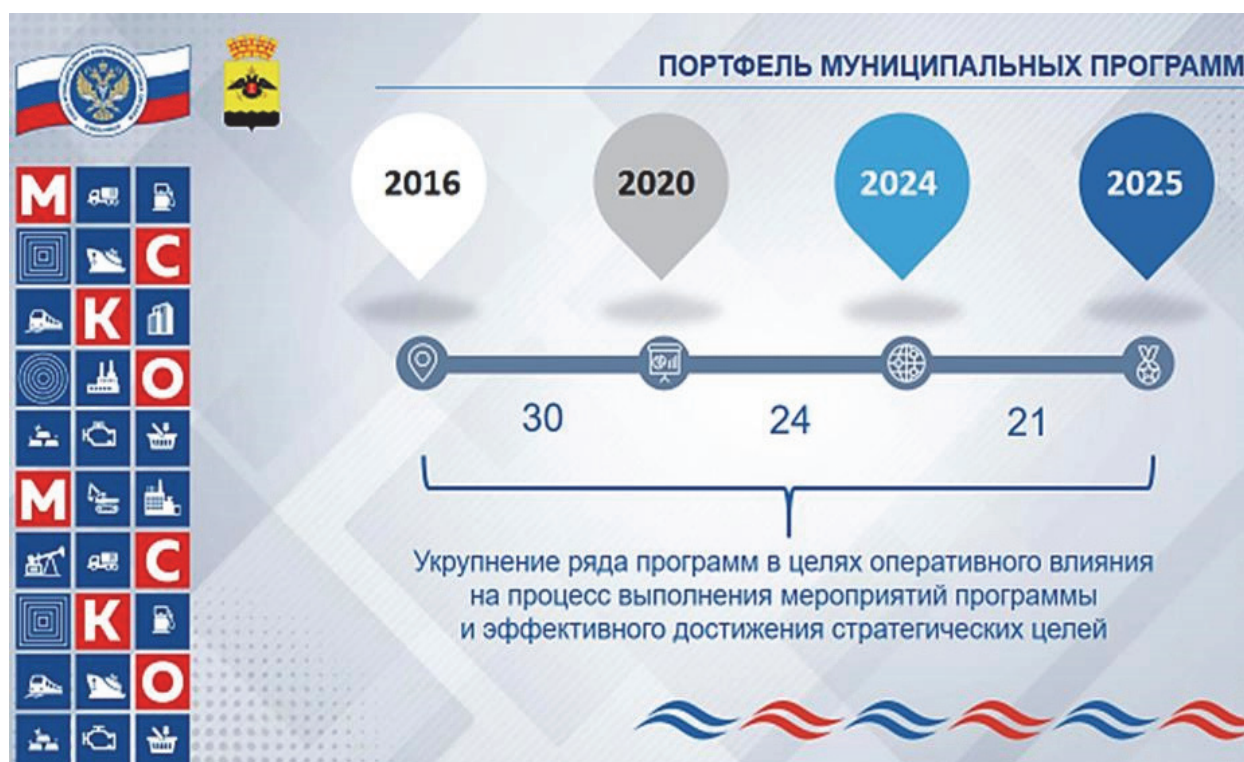 ПОРТФЕЛЬ МУНИЦИПАЛЬНЫХ ПРОГРАММ
2016
2020
2024
2025
30
24
21
Укрупнение ряда программ в целях оперативного влияния
на процесс выполнения мероприятий программы
и эффективного достижения стратегических целей
М
С
К
О
М
С
К
О